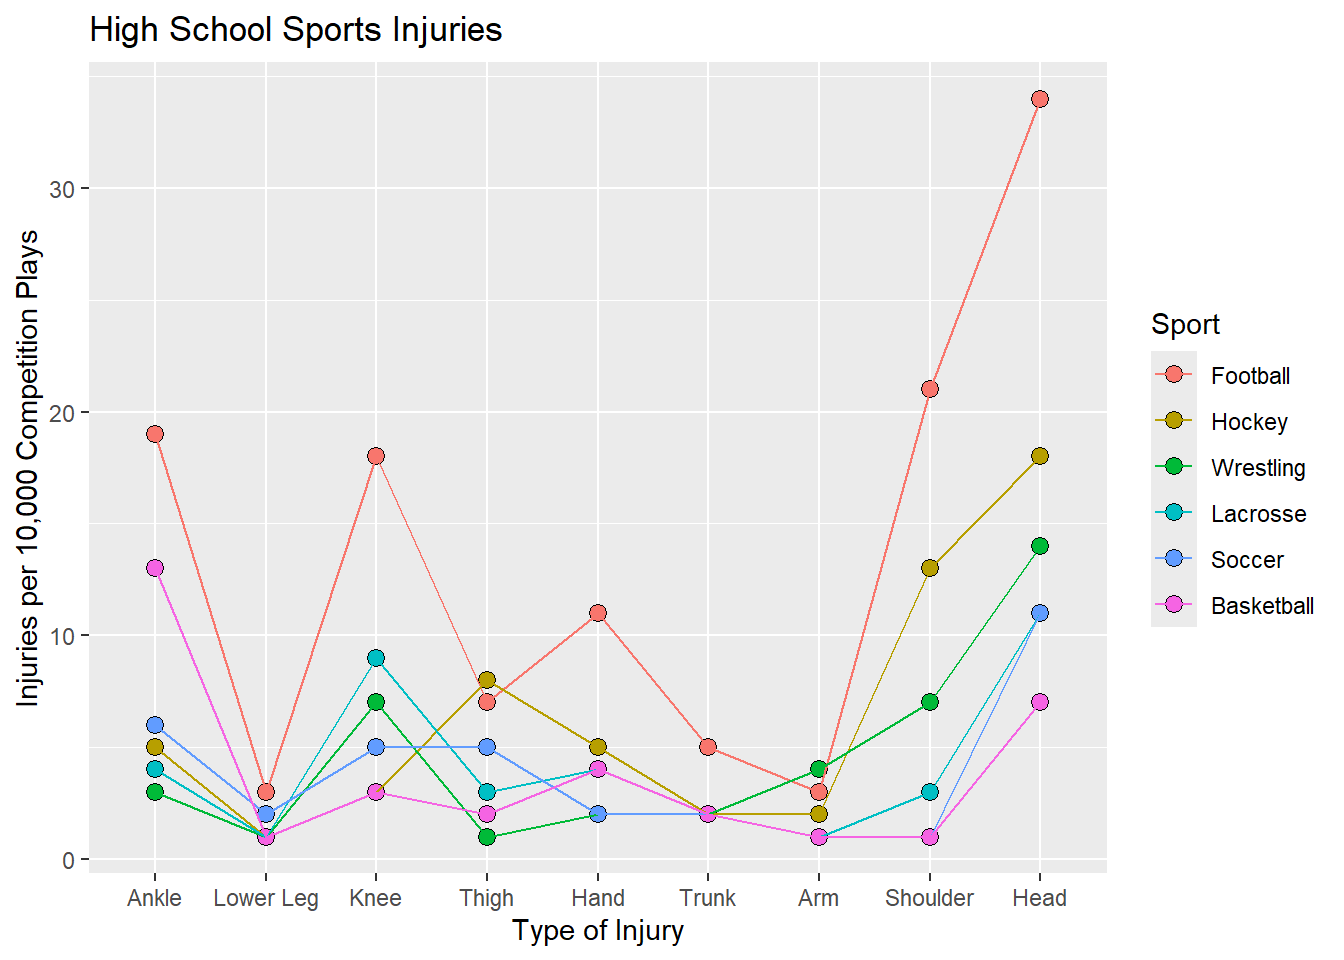 High School Sports Injuries
Injuries per 10,000 Competition Plays
30
20
10
0
Ankle Lower Leg Knee Thigh Hand Trunk Arm Shoulder Head
Type of Injury
Sport
Football
Hockey
Wrestling
Lacrosse
Soccer
Basketball